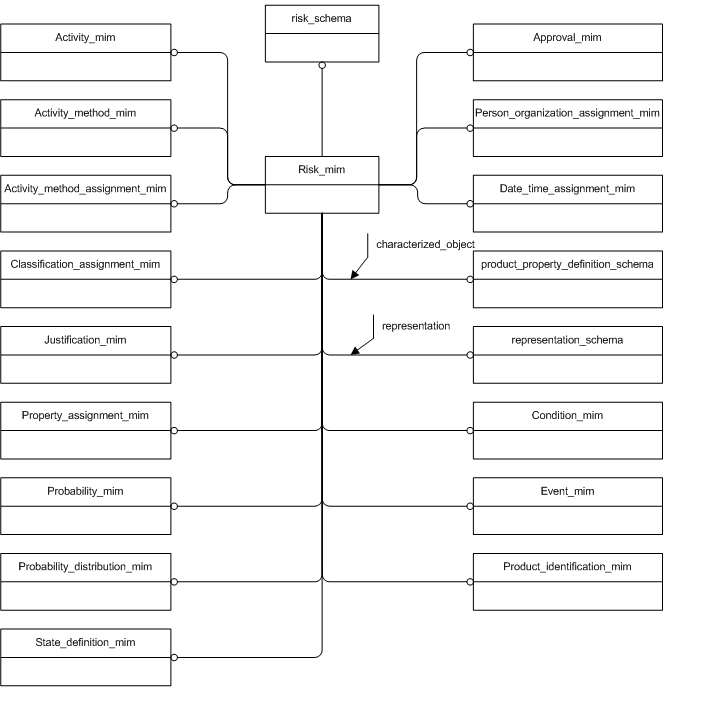 risk_schema
Activity_mim
Approval_mim
Activity_method_mim
Person_organization_assignment_mim
Risk_mim
Activity_method_assignment_mim
Date_time_assignment_mim
characterized_object
Classification_assignment_mim
product_property_definition_schema
representation
Justification_mim
representation_schema
Property_assignment_mim
Condition_mim
Probability_mim
Event_mim
Probability_distribution_mim
Product_identification_mim
State_definition_mim